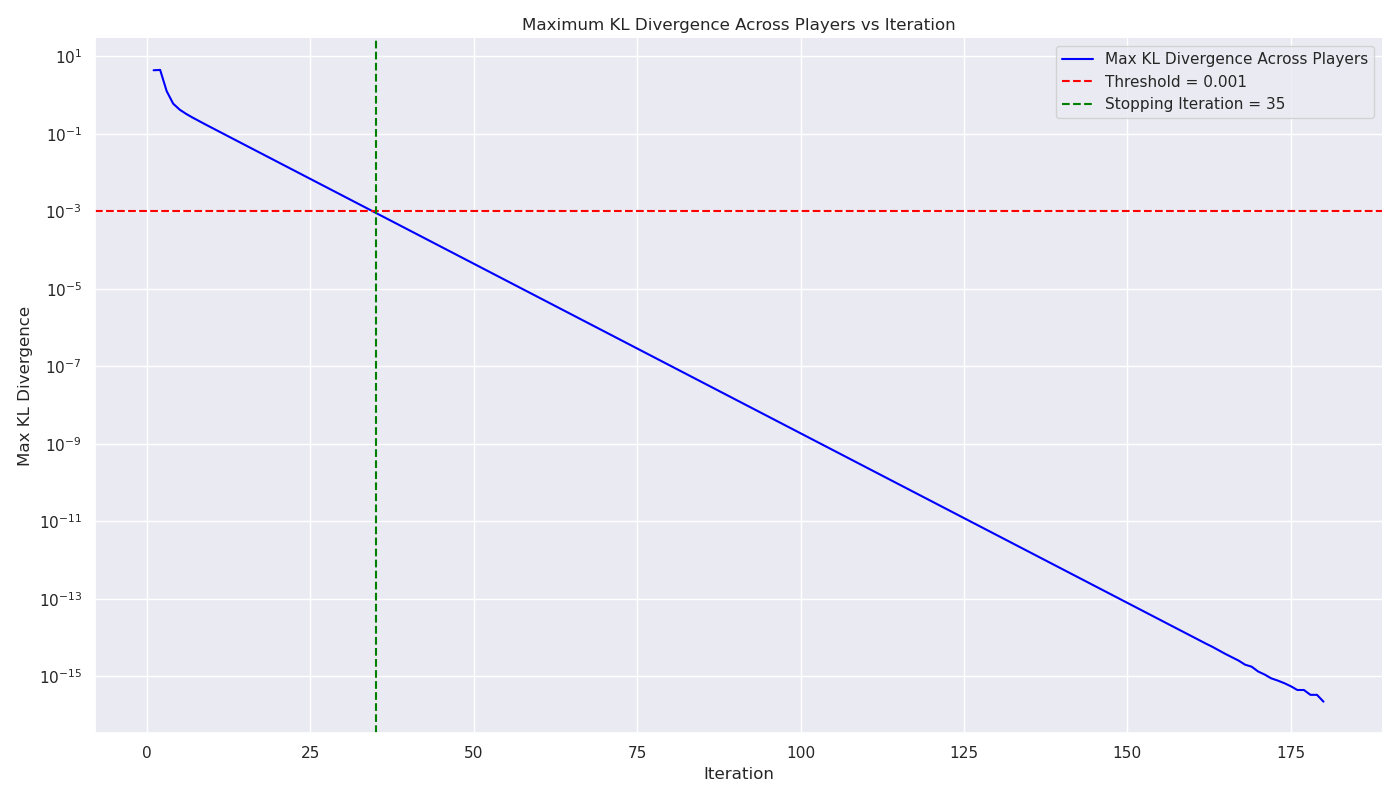 Maximum KL Divergence Across Players vs Iteration
Max KL Divergence Across Players
Threshold = 0.001
Stopping Iteration = 35
Max KL Divergence
10¹
10⁻¹
10⁻³
10⁻⁵
10⁻⁷
10⁻⁹
10⁻¹¹
10⁻¹³
10⁻¹⁵
0 25 50 75 100 125 150 175
Iteration